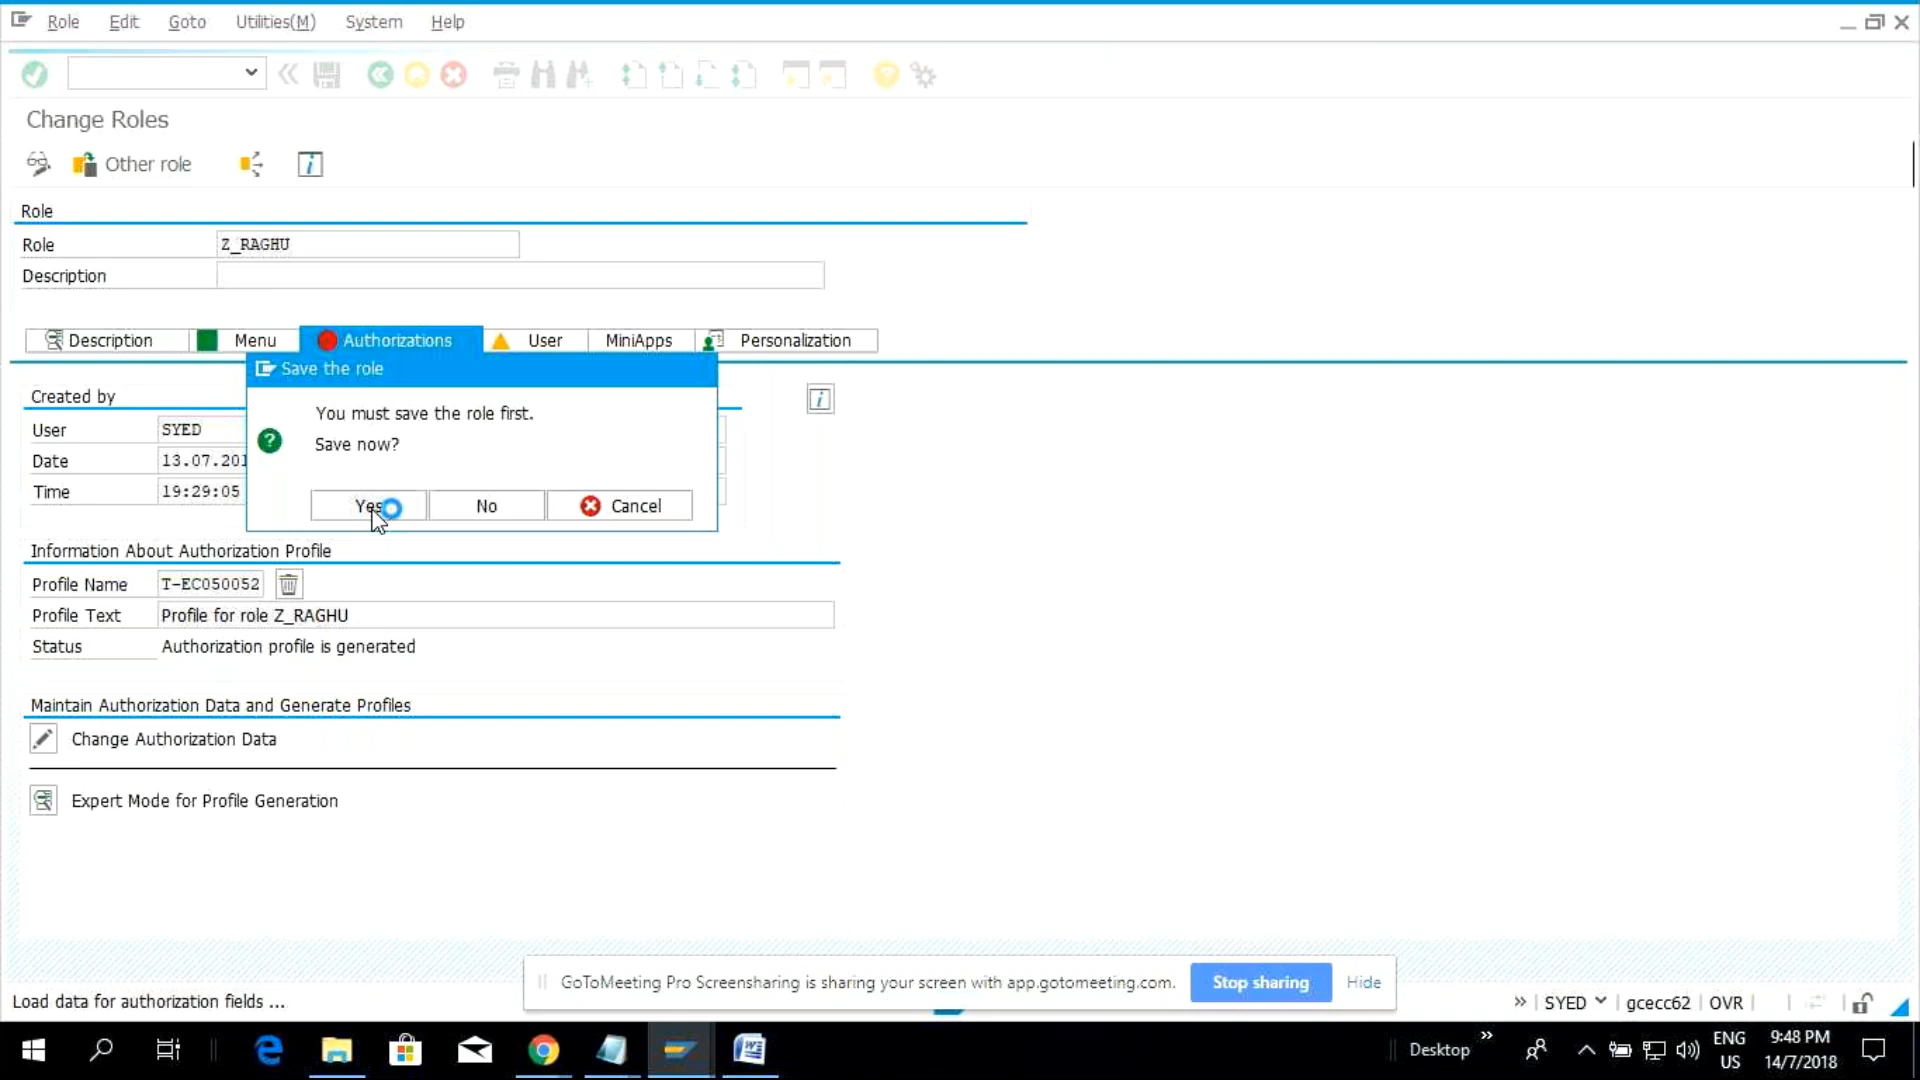 Role Edit Goto Utilities(M) System Help
Change Roles
Other role
Role
Role Z_RAGHU
Description
Description Menu Authorizations User MiniApps Personalization
Save the role
Created by
You must save the role first.
User SYED
Save now?
Date 13.07.201
Time 19:29:05
Yes No Cancel
Information About Authorization Profile
Profile Name T-EC050052
Profile Text Profile for role Z_RAGHU
Status Authorization profile is generated
Maintain Authorization Data and Generate Profiles
Change Authorization Data
Expert Mode for Profile Generation
GoToMeeting Pro Screensharing is sharing your screen with app.gotomeeting.com. Stop sharing Hide
Load data for authorization fields ...
SYED gcecc62 OVR
Desktop ENG 9:48 PM
US 14/7/2018